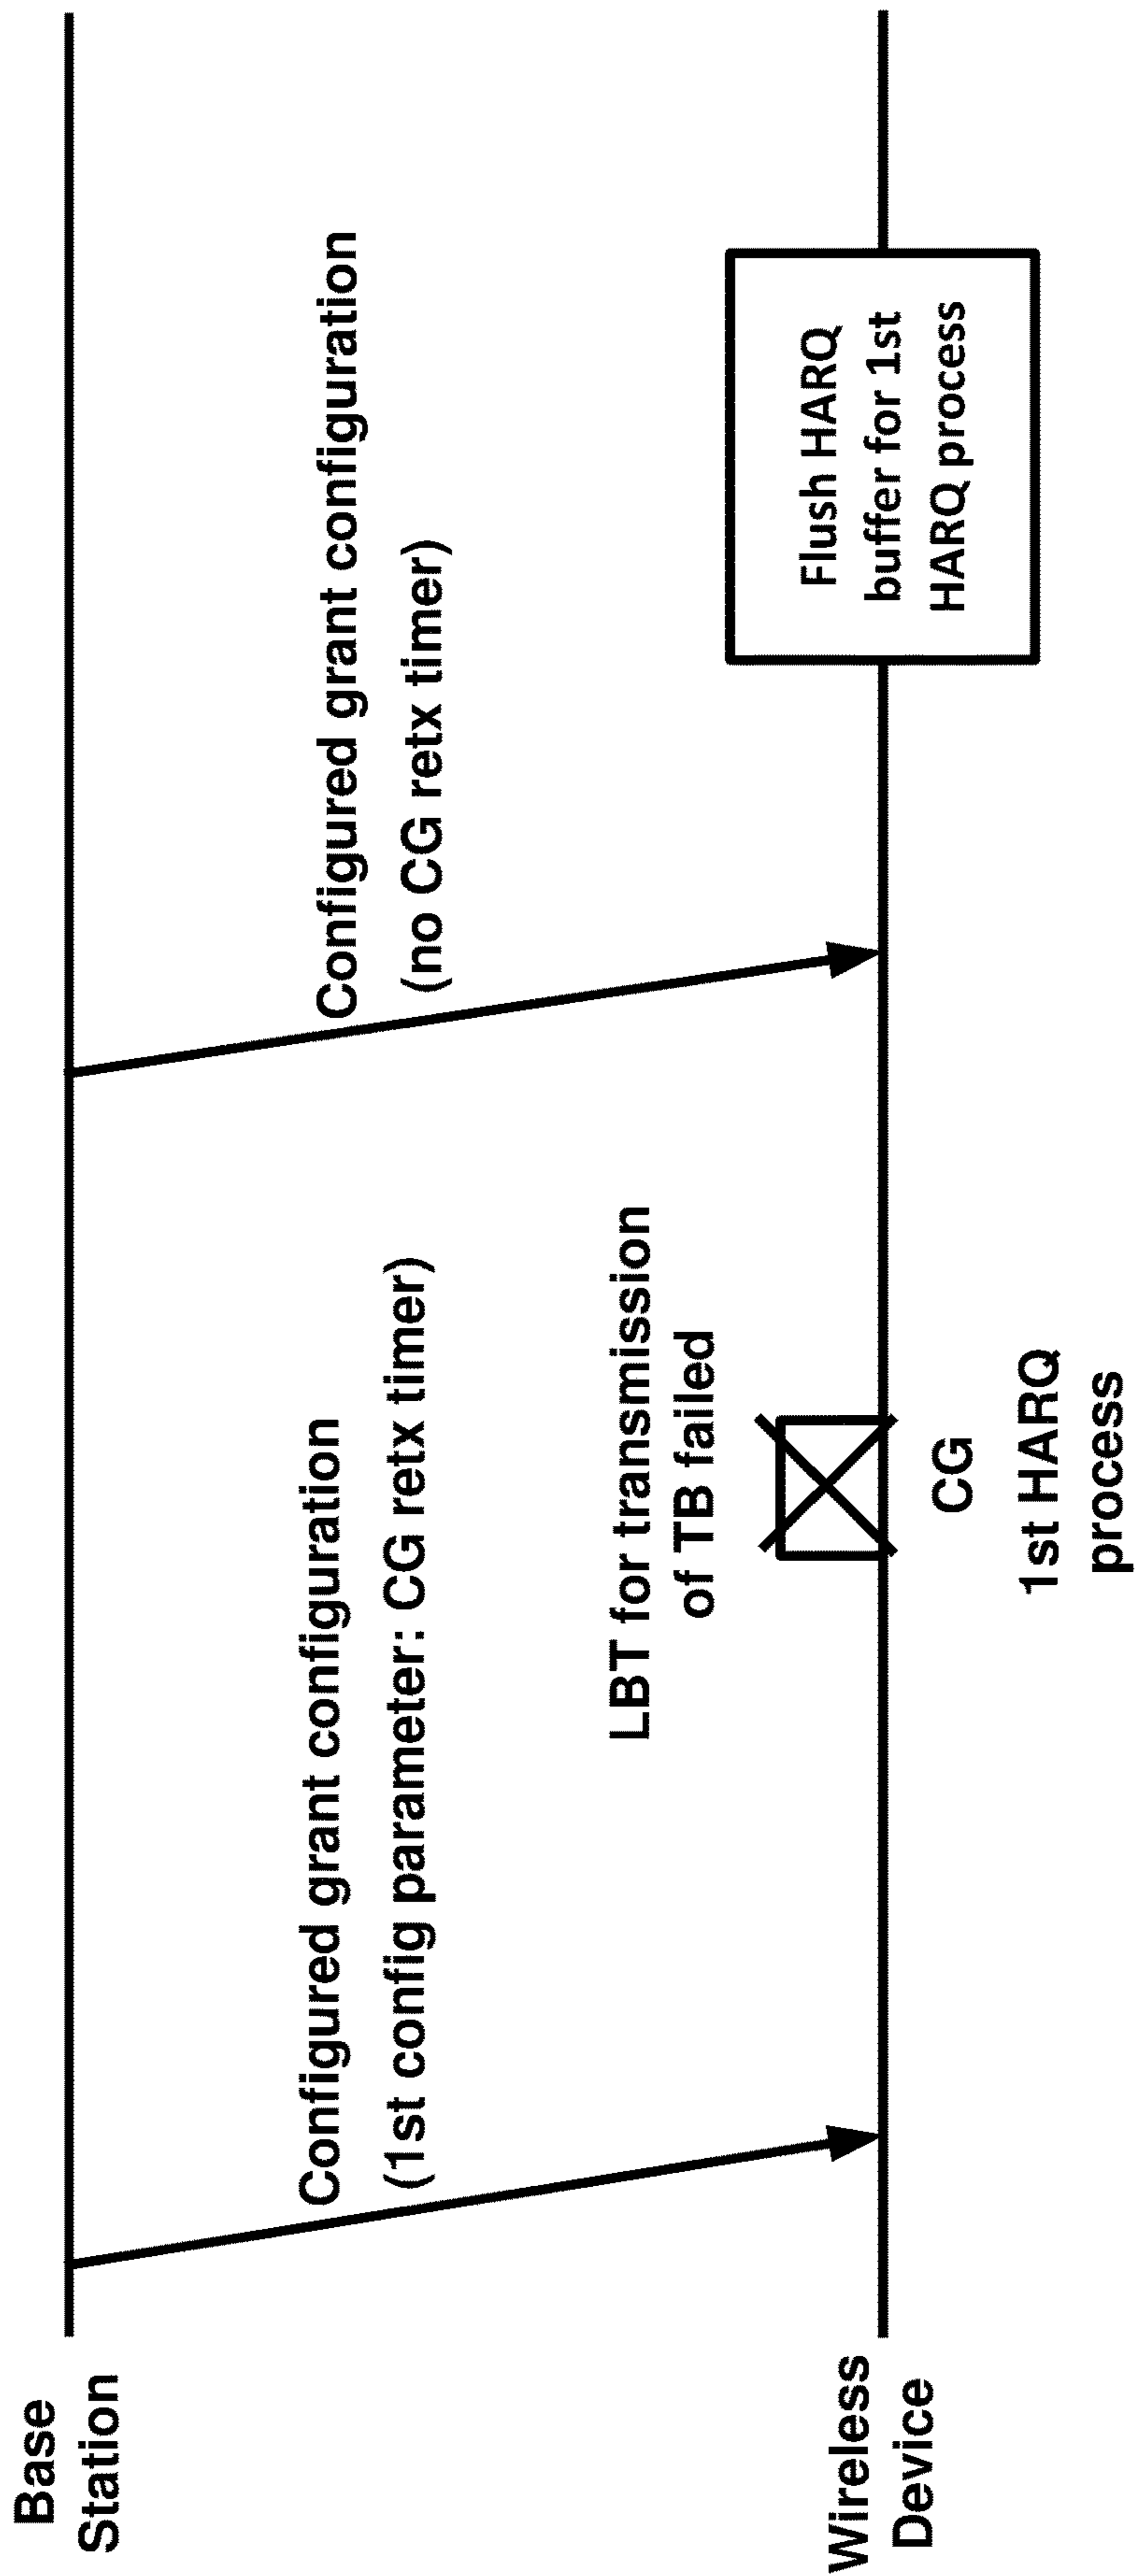 Base
Station
Configured grant configuration
(1st config parameter: CG retx timer)
Configured grant configuration
(no CG retx timer)
LBT for transmission
of TB failed
Flush HARQ
buffer for 1st
HARQ process
Wireless
Device
CG
1st HARQ
process